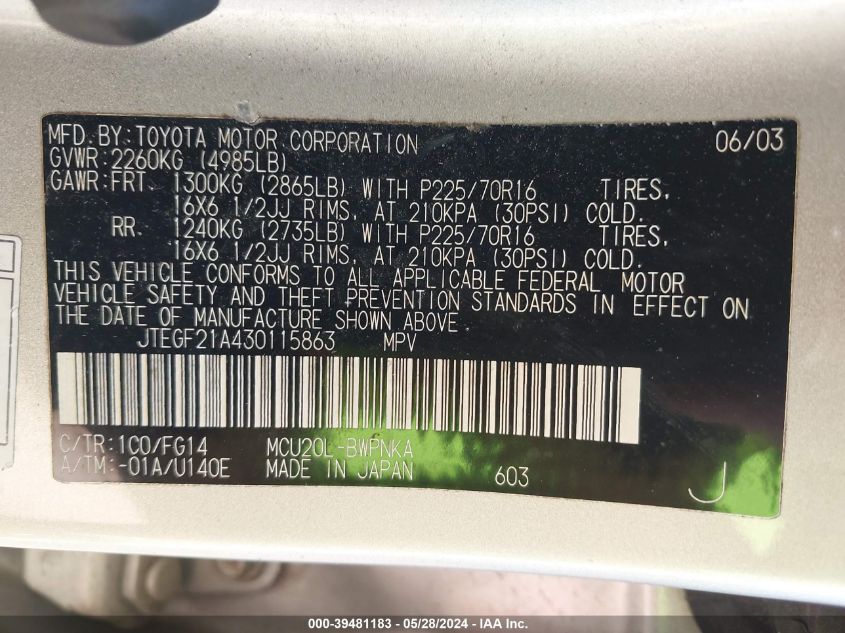 MFD. BY: TOYOTA MOTOR CORPORATION 06/03
GVWR: 2260KG (4985LB)
GAWR: FRT. 1300KG (2865LB) WITH P225/70R16 TIRES,
16X6 1/2JJ RIMS, AT 210KPA (30PSI) COLD.
RR. 1240KG (2735LB) WITH P225/70R16 TIRES,
16X6 1/2JJ RIMS, AT 210KPA (30PSI) COLD.
THIS VEHICLE CONFORMS TO ALL APPLICABLE FEDERAL MOTOR
VEHICLE SAFETY AND THEFT PREVENTION STANDARDS IN EFFECT ON
THE DATE OF MANUFACTURE SHOWN ABOVE
JTEGF21A430115863 MPV
C/TR: 1C0/FG14 MCU20L-BWPNKA
A/TM: -01A/U140E MADE IN JAPAN 603 J
000-39481183 / 05/28/2024 - IAA Inc.